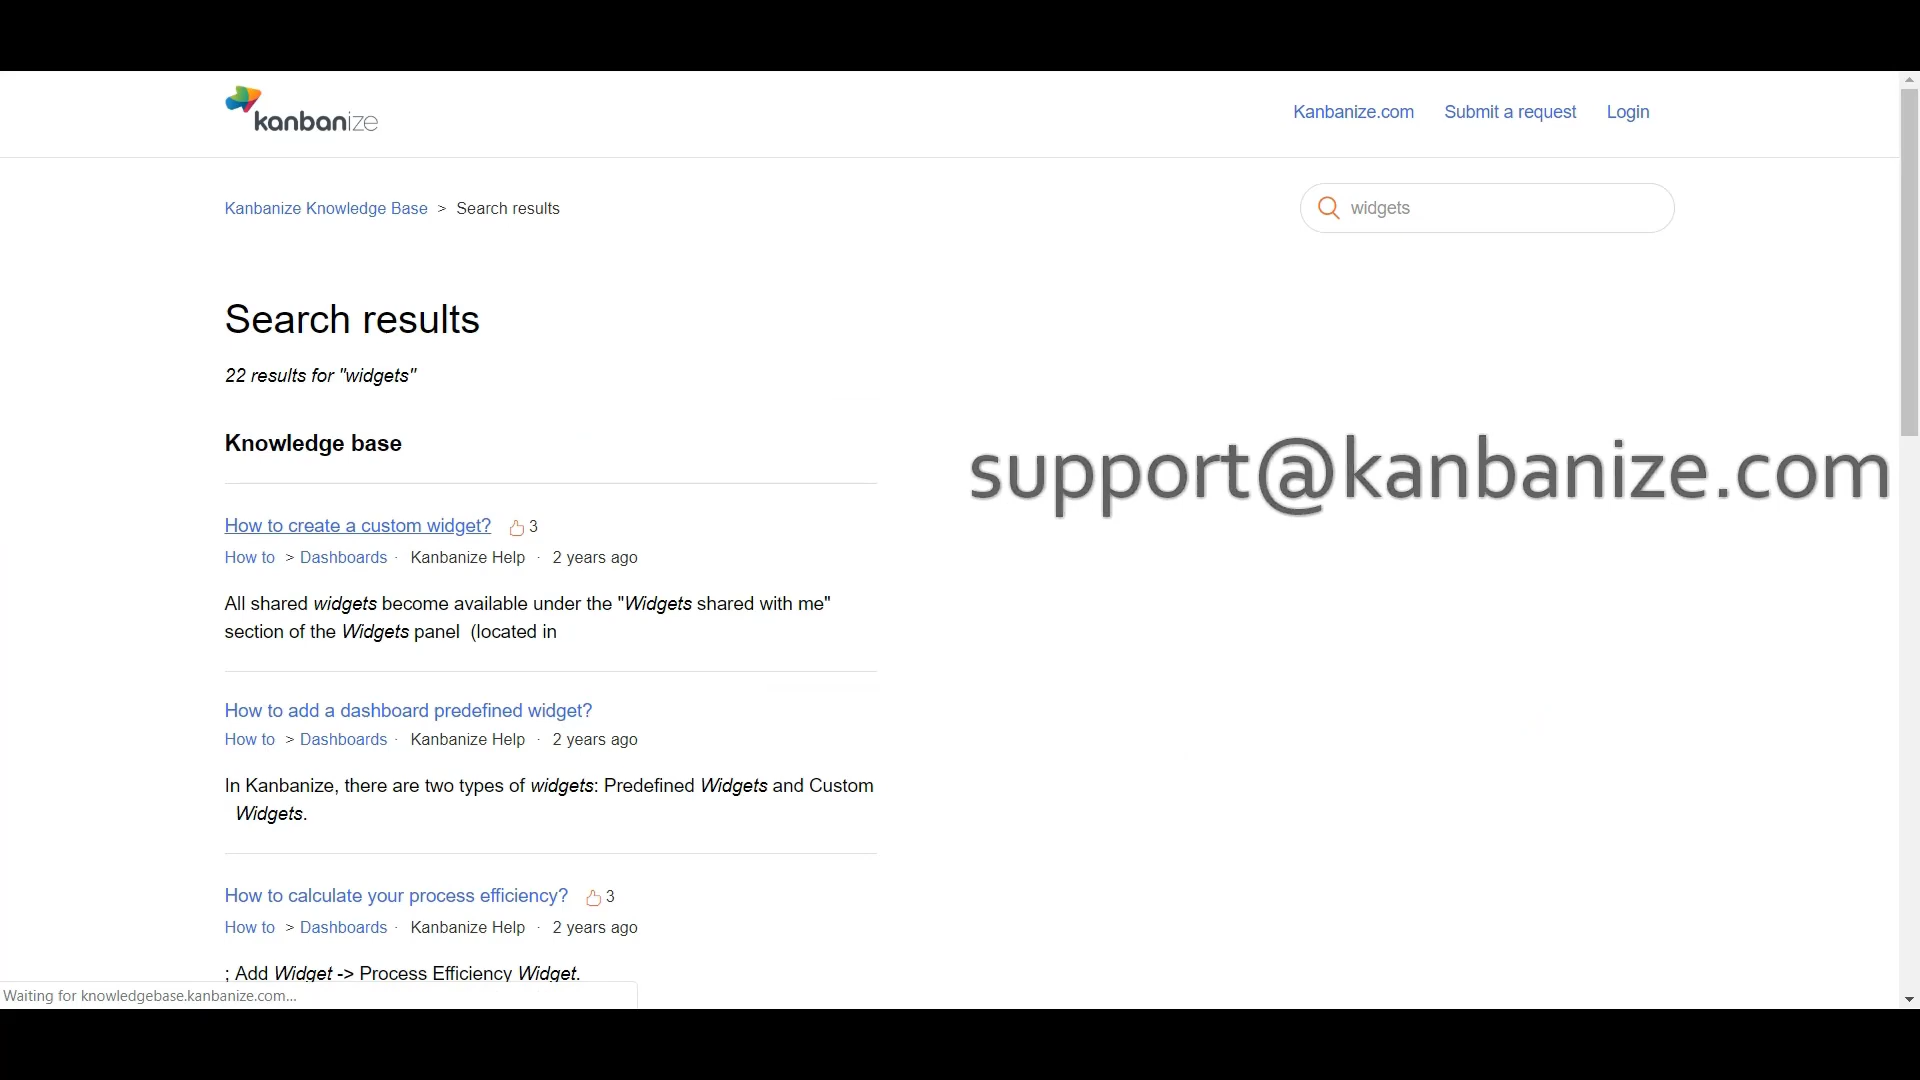 kanbanize
Kanbanize.com Submit a request Login
Kanbanize Knowledge Base > Search results
widgets
Search results
22 results for "widgets"
Knowledge base
support@kanbanize.com
How to create a custom widget? 3
How to > Dashboards · Kanbanize Help · 2 years ago
All shared widgets become available under the "Widgets shared with me"
section of the Widgets panel (located in
How to add a dashboard predefined widget?
How to > Dashboards · Kanbanize Help · 2 years ago
In Kanbanize, there are two types of widgets: Predefined Widgets and Custom
Widgets.
How to calculate your process efficiency? 3
How to > Dashboards · Kanbanize Help · 2 years ago
; Add Widget -> Process Efficiency Widget.
Waiting for knowledgebase.kanbanize.com...